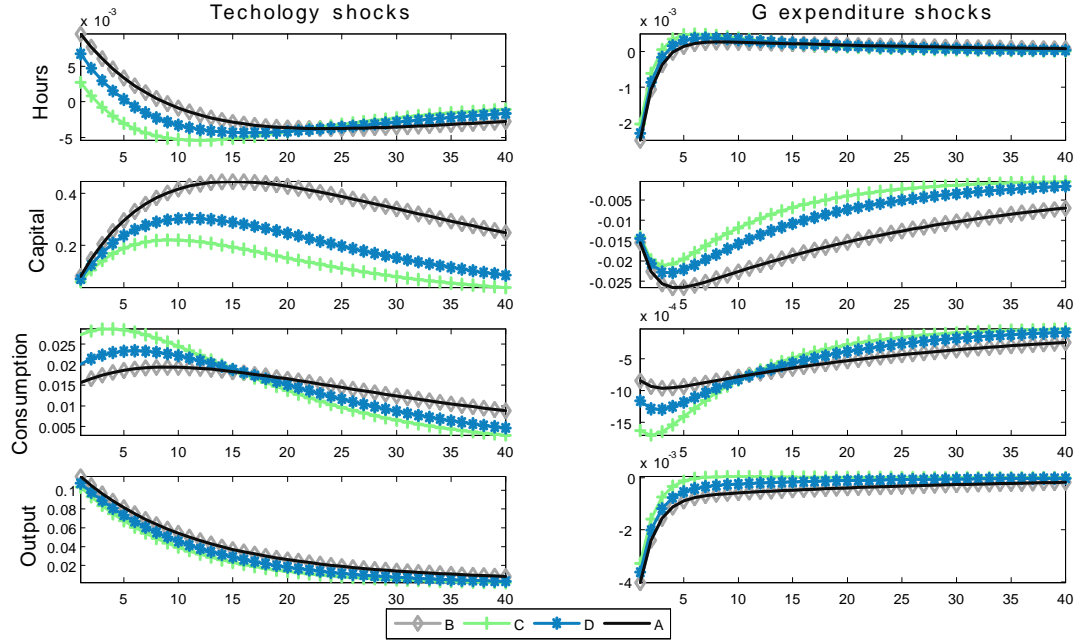 Techology shocks
G expenditure shocks
x 10⁻³
5
0
-5
Hours
5 10 15 20 25 30 35 40
x 10⁻³
0
-1
-2
5 10 15 20 25 30 35 40
0.4
0.2
Capital
5 10 15 20 25 30 35 40
-0.005
-0.01
-0.015
-0.02
-0.025
5 10 15 20 25 30 35 40
0.025
0.02
0.015
0.01
0.005
Consumption
5 10 15 20 25 30 35 40
x 10⁻⁴
-5
-10
-15
5 10 15 20 25 30 35 40
0.1
0.08
0.06
0.04
0.02
Output
5 10 15 20 25 30 35 40
x 10⁻³
0
-2
-4
5 10 15 20 25 30 35 40
B C D A